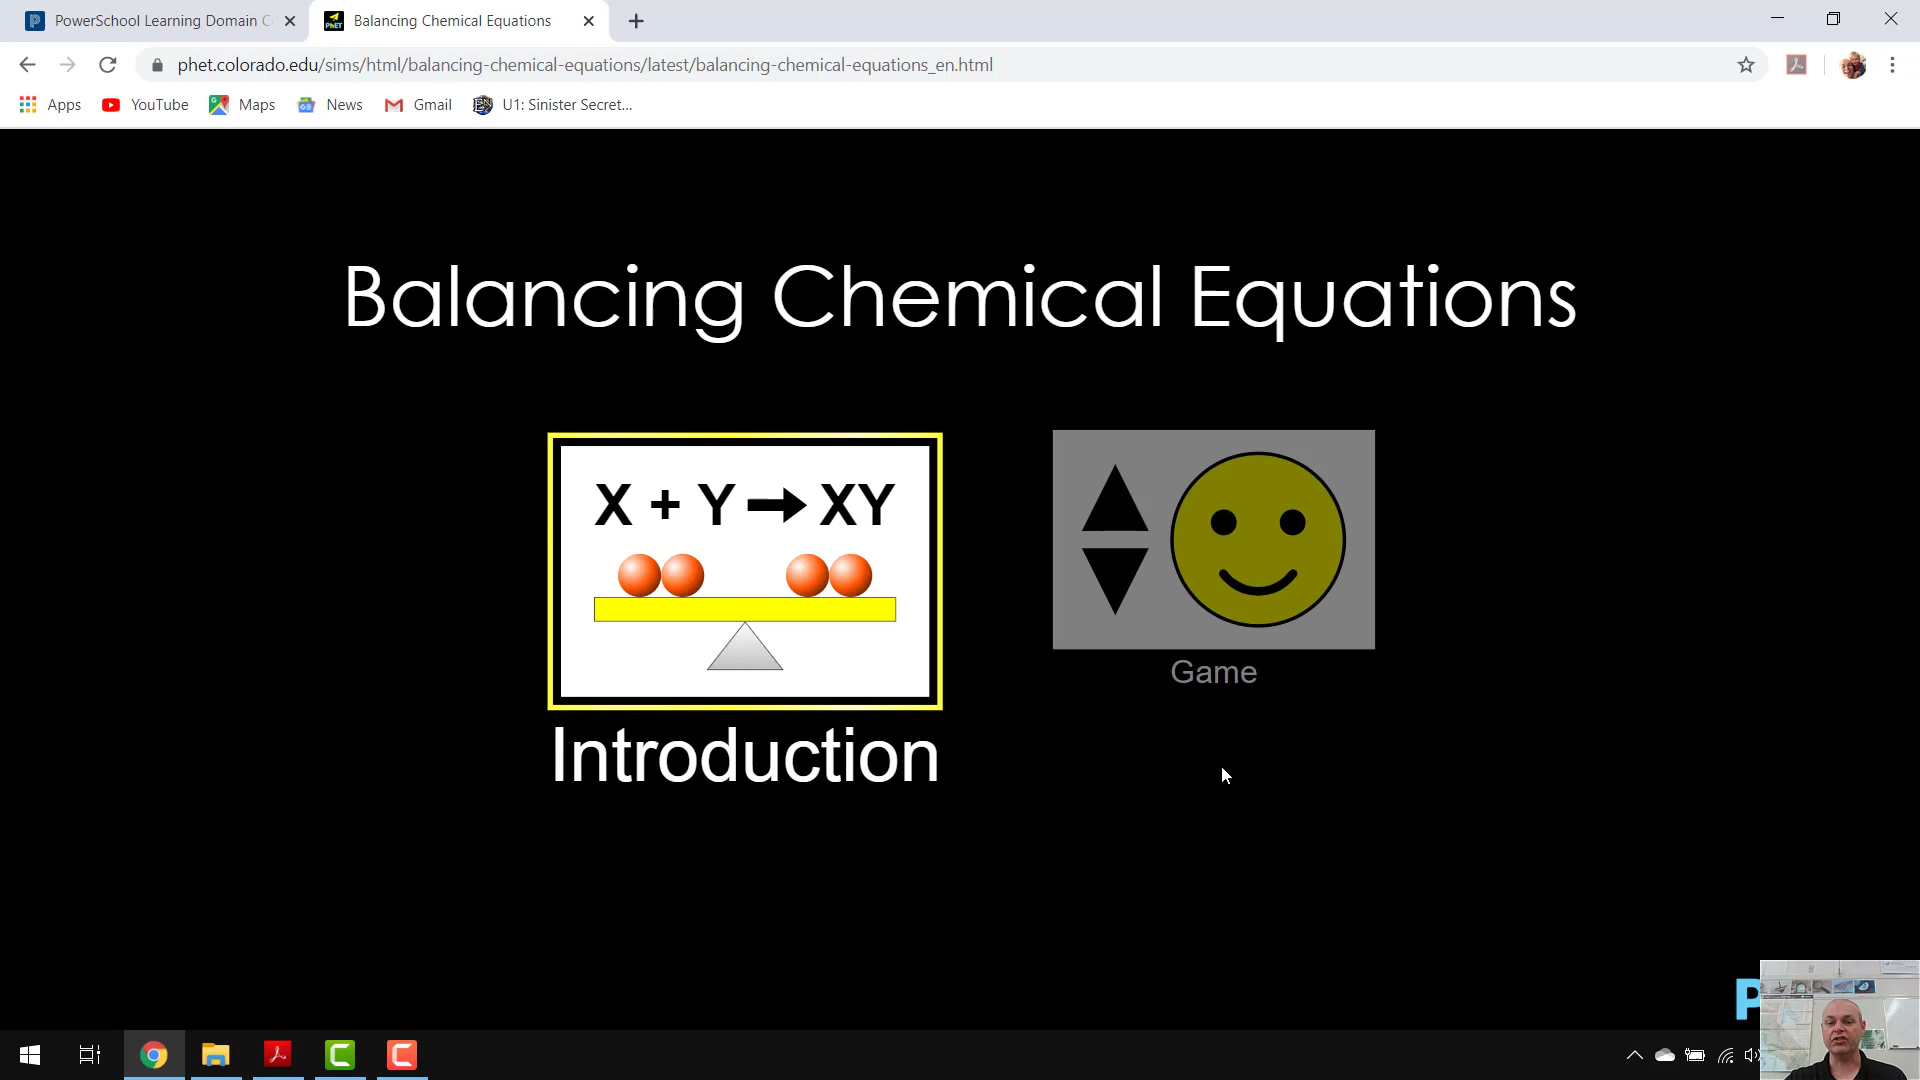 PowerSchool Learning Domain
Balancing Chemical Equations
phet.colorado.edu/sims/html/balancing-chemical-equations/latest/balancing-chemical-equations_en.html
Apps
YouTube
Maps
News
Gmail
U1: Sinister Secret...
Balancing Chemical Equations
X + Y → XY
Introduction
Game
P